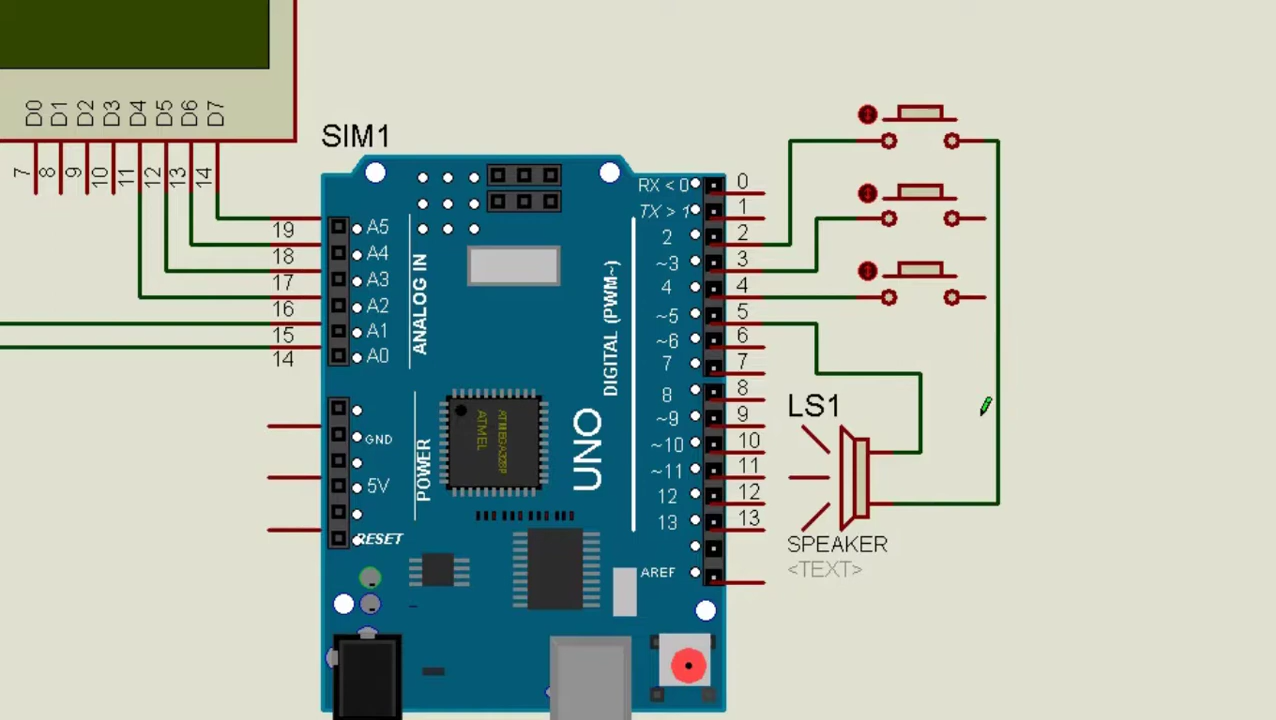 D0 D1 D2 D3 D4 D5 D6 D7
7 8 9 10 11 12 13 14
SIM1
19 A5
18 A4
17 A3
16 A2
15 A1
14 A0
ANALOG IN
GND
5V
RESET
POWER
ATMEL
ATMEGA328P
UNO
DIGITAL (PWM~)
RX < 0 0
TX > 1 1
2 2
~3 3
4 4
~5 5
~6 6
7 7
8 8
~9 9
~10 10
~11 11
12 12
13 13
AREF
LS1
SPEAKER
<TEXT>